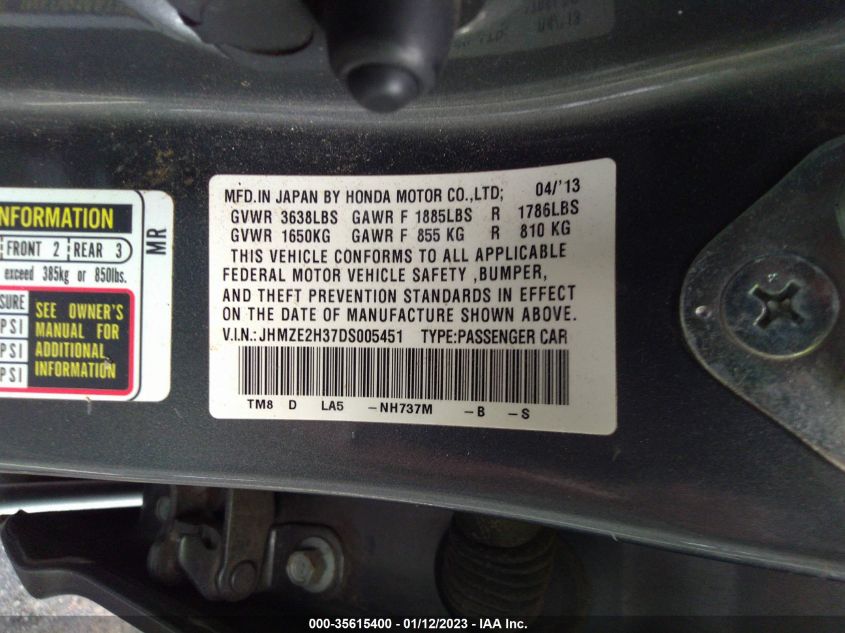 MFD.IN JAPAN BY HONDA MOTOR CO.,LTD; 04/'13
GVWR 3638LBS GAWR F 1885LBS R 1786LBS
GVWR 1650KG GAWR F 855 KG R 810 KG
THIS VEHICLE CONFORMS TO ALL APPLICABLE
FEDERAL MOTOR VEHICLE SAFETY ,BUMPER,
AND THEFT PREVENTION STANDARDS IN EFFECT
ON THE DATE OF MANUFACTURE SHOWN ABOVE.
V.I.N.:JHMZE2H37DS005451 TYPE:PASSENGER CAR
TM8 D LA5 -NH737M -B -S
NFORMATION
FRONT 2 REAR 3
exceed 385kg or 850lbs.
MR
SURE
PSI
PSI
PSI
SEE OWNER'S
MANUAL FOR
ADDITIONAL
INFORMATION
000-35615400 - 01/12/2023 - IAA Inc.